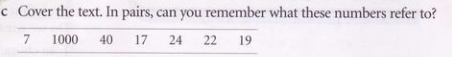 c Cover the text. In pairs, can you remember what these numbers refer to?
7 1000 40 17 24 22 19